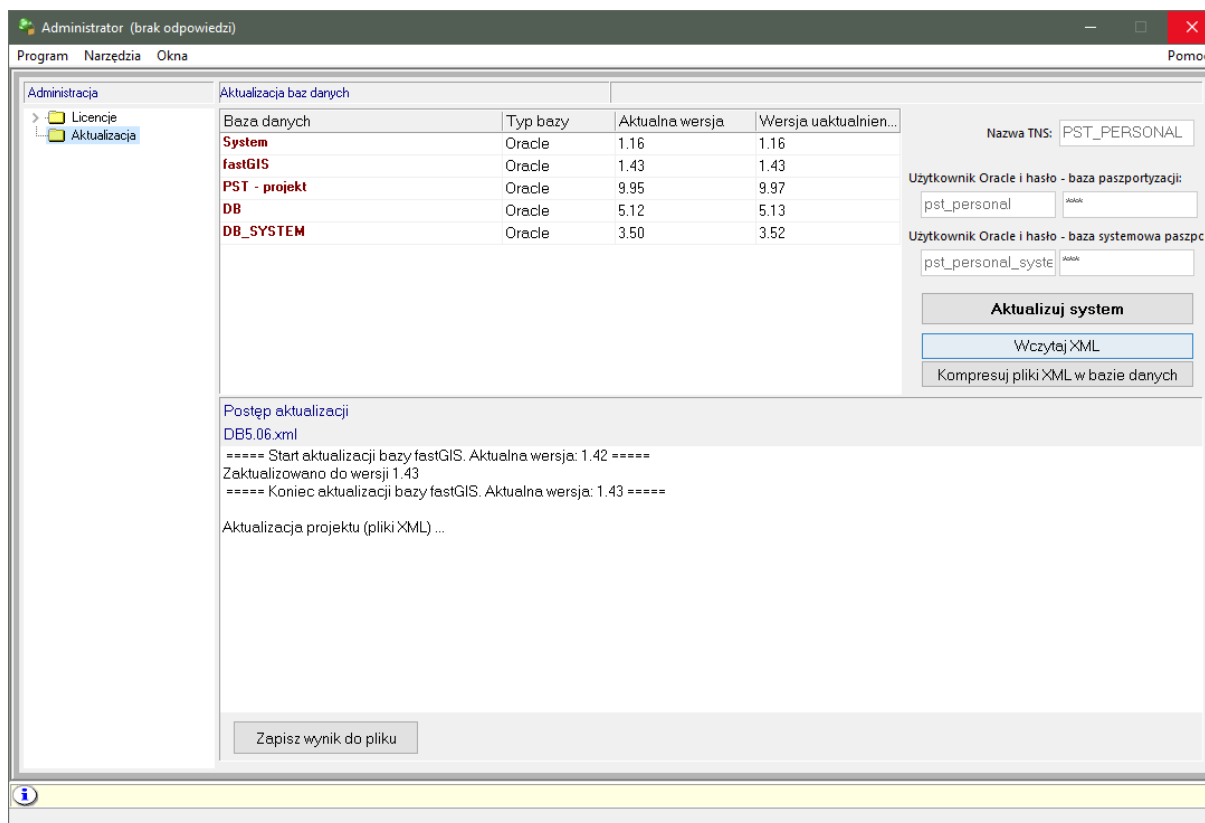 Administrator (brak odpowiedzi)
Program Narzędzia Okna
Administracja
Licencje
Aktualizacja
Aktualizacja baz danych
Baza danych Typ bazy Aktualna wersja Wersja uaktualnien...
System Oracle 1.16 1.16
fastGIS Oracle 1.43 1.43
PST - projekt Oracle 9.95 9.97
DB Oracle 5.12 5.13
DB_SYSTEM Oracle 3.50 3.52
Nazwa TNS: PST_PERSONAL
Użytkownik Oracle i hasło - baza paszportyzacji:
pst_personal ***
Użytkownik Oracle i hasło - baza systemowa
pst_personal_syste ***
Aktualizuj system
Wczytaj XML
Kompresuj pliki XML w bazie danych
Postęp aktualizacji
DB5.06.xml
===== Start aktualizacji bazy fastGIS. Aktualna wersja: 1.42 =====
Zaktualizowano do wersji 1.43
===== Koniec aktualizacji bazy fastGIS. Aktualna wersja: 1.43 =====
Aktualizacja projektu (pliki XML) ...
Zapisz wynik do pliku